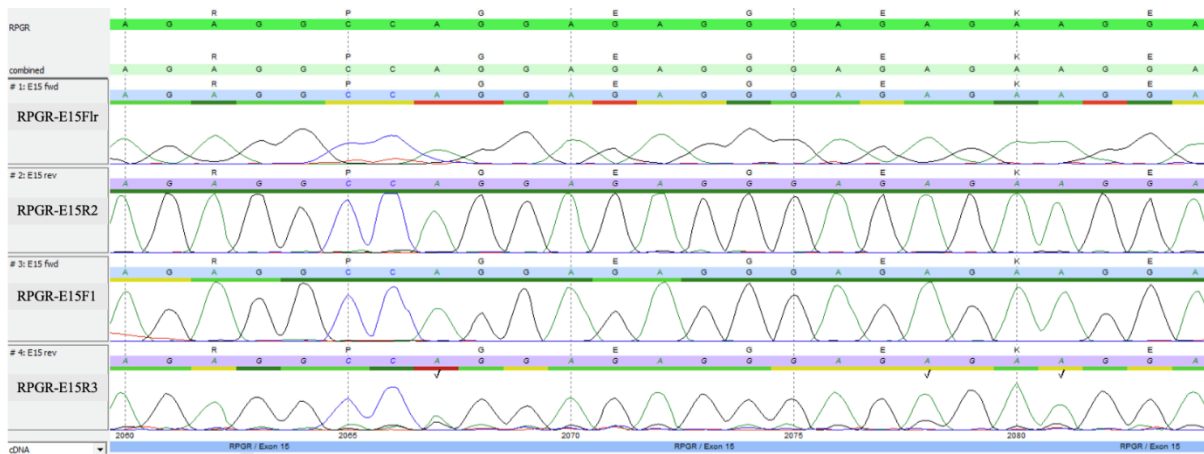 R P G E G E K E
RPGR A G A G G C C A G G A G A G G G A G A G A A G G A
R P G E G E K E
combined A G A G G C C A G G A G A G G G A G A G A A G G A
# 1: E15 fwd R P G E G E K E
A G A G G C C A G G A G A G G G A G A G A A G G A
RPGR-E15Flr
# 2: E15 rev R P G E G E K E
A G A G G C C A G G A G A G G G A G A G A A G G A
RPGR-E15R2
# 3: E15 fwd R P G E G E K E
A G A G G C C A G G A G A G G G A G A G A A G G A
RPGR-E15F1
# 4: E15 rev R P G E G E K E
A G A G G C C A G G A G A G G G A G A G A A G G A
RPGR-E15R3
2060 2065 2070 2075 2080
cDNA RPGR / Exon 15 RPGR / Exon 15 RPGR / Exon 15